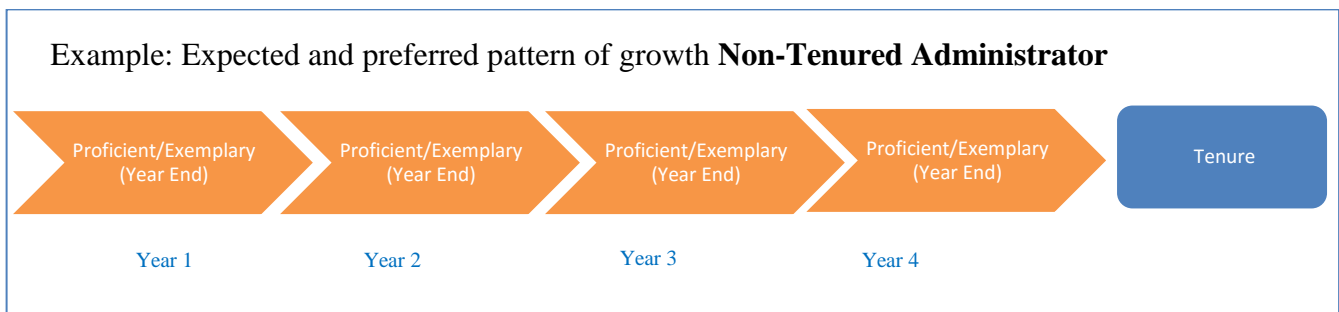 Example: Expected and preferred pattern of growth Non-Tenured Administrator
Proficient/Exemplary
(Year End)
Proficient/Exemplary
(Year End)
Proficient/Exemplary
(Year End)
Proficient/Exemplary
(Year End)
Tenure
Year 1
Year 2
Year 3
Year 4